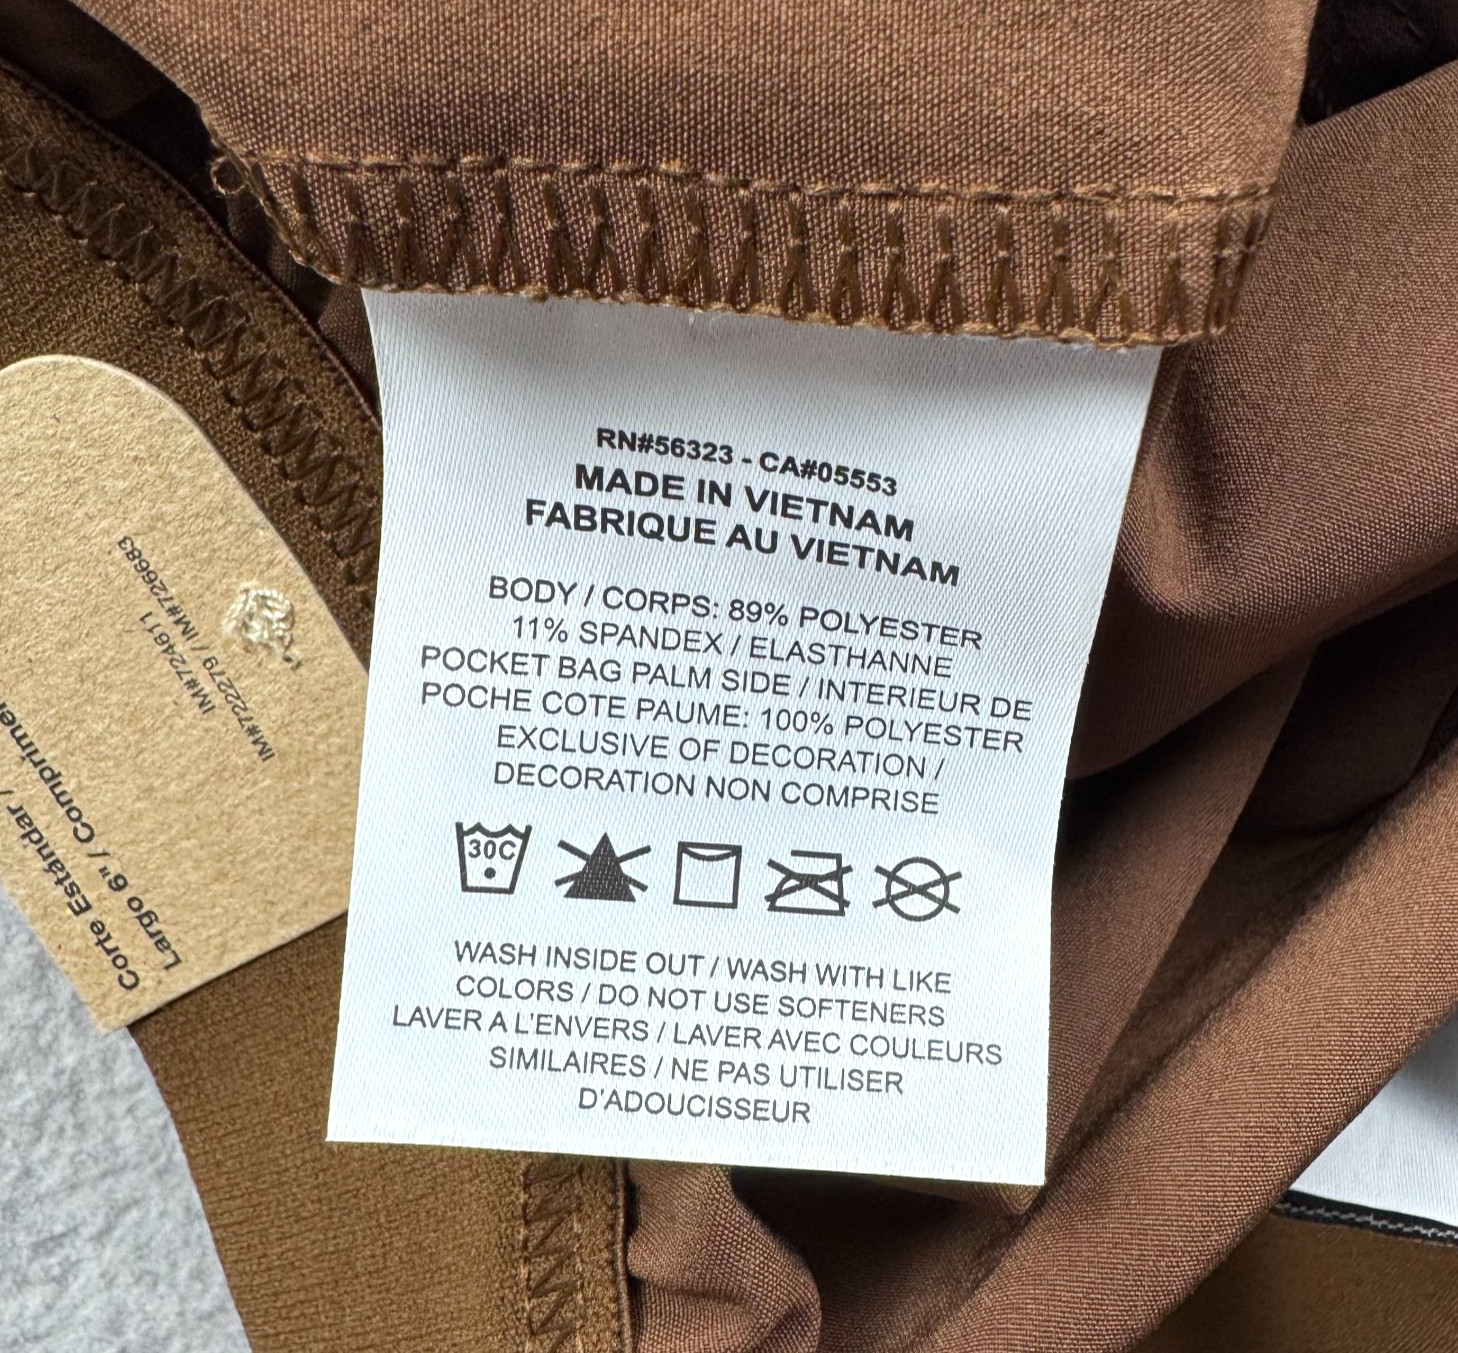 RN#56323 - CA#05553
MADE IN VIETNAM
FABRIQUE AU VIETNAM
BODY / CORPS: 89% POLYESTER
11% SPANDEX / ELASTHANNE
POCKET BAG PALM SIDE / INTERIEUR DE
POCHE COTE PAUME: 100% POLYESTER
EXCLUSIVE OF DECORATION /
DECORATION NON COMPRISE
30C
WASH INSIDE OUT / WASH WITH LIKE
COLORS / DO NOT USE SOFTENERS
LAVER A L'ENVERS / LAVER AVEC COULEURS
SIMILAIRES / NE PAS UTILISER
D'ADOUCISSEUR
Corte Estándar /
Largo 6" /
IM#724611
IM#722279 / IM#726683